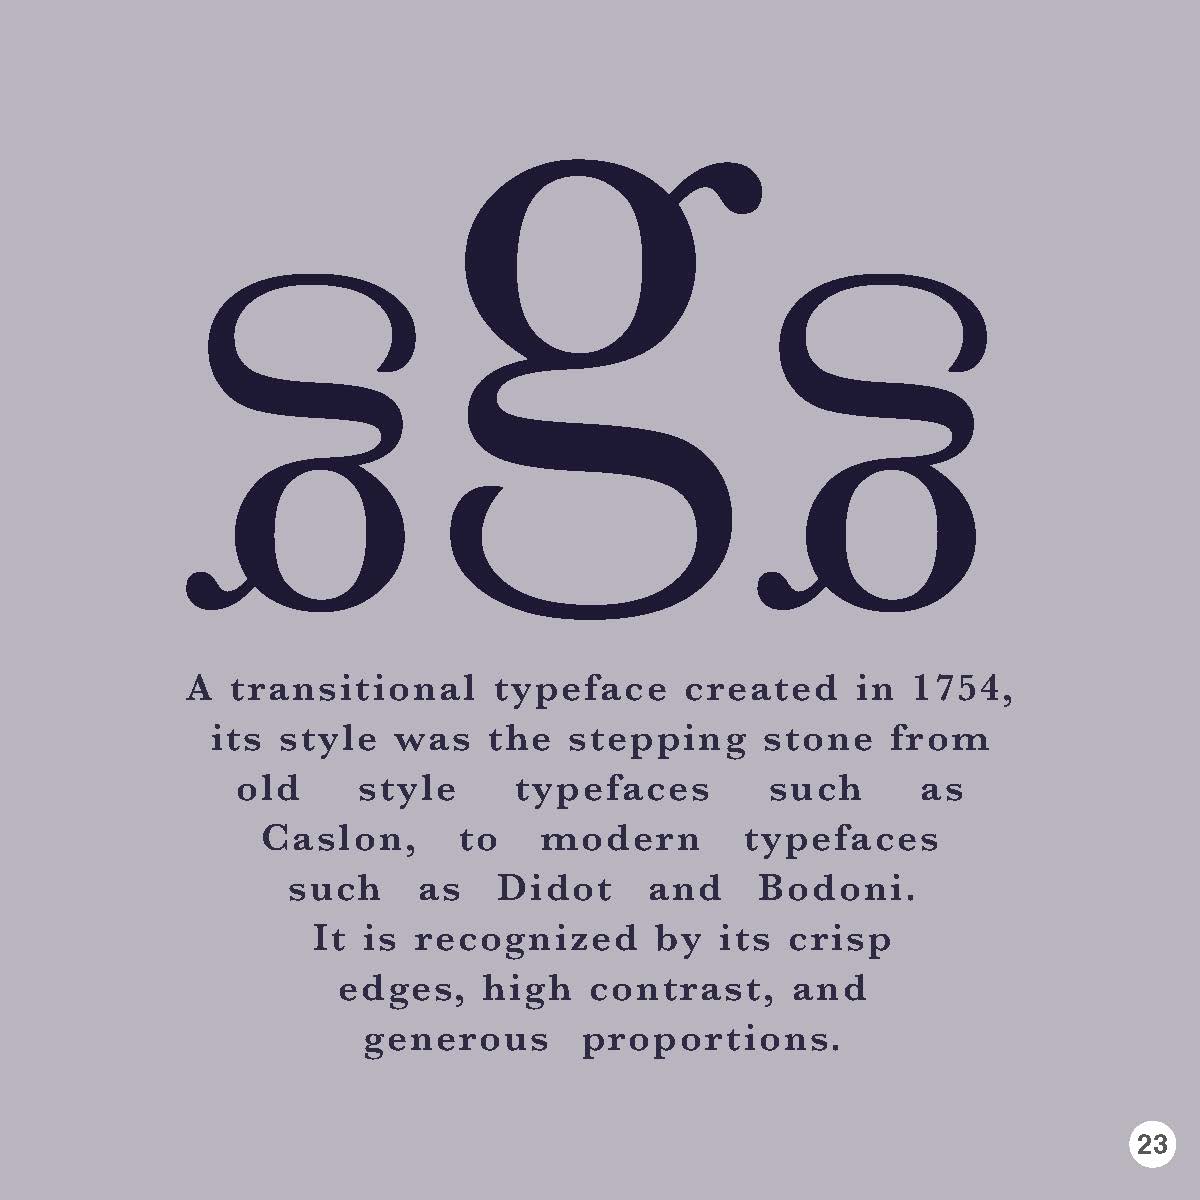 g g g
A transitional typeface created in 1754,
its style was the stepping stone from
old style typefaces such as
Caslon, to modern typefaces
such as Didot and Bodoni.
It is recognized by its crisp
edges, high contrast, and
generous proportions.
23